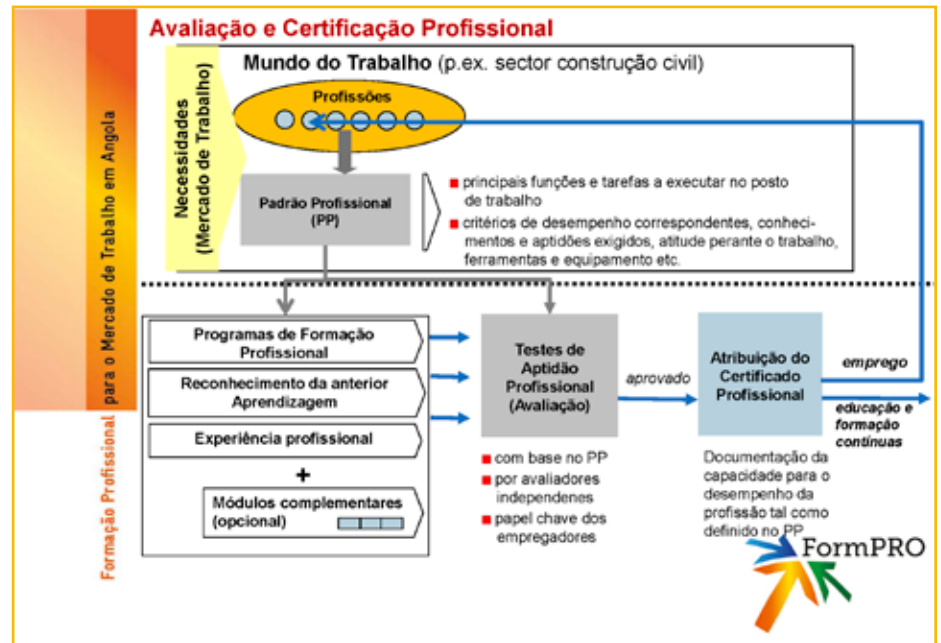 Avaliação e Certificação Profissional
Mundo do Trabalho (p.ex. sector construção civil)
Necessidades
(Mercado de Trabalho)
Profissões
Padrão Profissional
(PP)
principais funções e tarefas a executar no posto
de trabalho
critérios de desempenho correspondentes, conheci-
mentos e aptidões exigidos, atitude perante o trabalho,
ferramentas e equipamento etc.
Programas de Formação
Profissional
Reconhecimento da anterior
Aprendizagem
Experiência profissional
+
Módulos complementares
(opcional)
Testes de
Aptidão
Profissional
(Avaliação)
com base no PP
por avaliadores
independenes
papel chave dos
empregadores
aprovado
Atribuição do
Certificado
Profissional
Documentação da
capacidade para o
desempenho da
profissão tal como
definido no PP
emprego
educação e
formação
contínuas
FormPRO
Formação Profissional para o Mercado de Trabalho em Angola